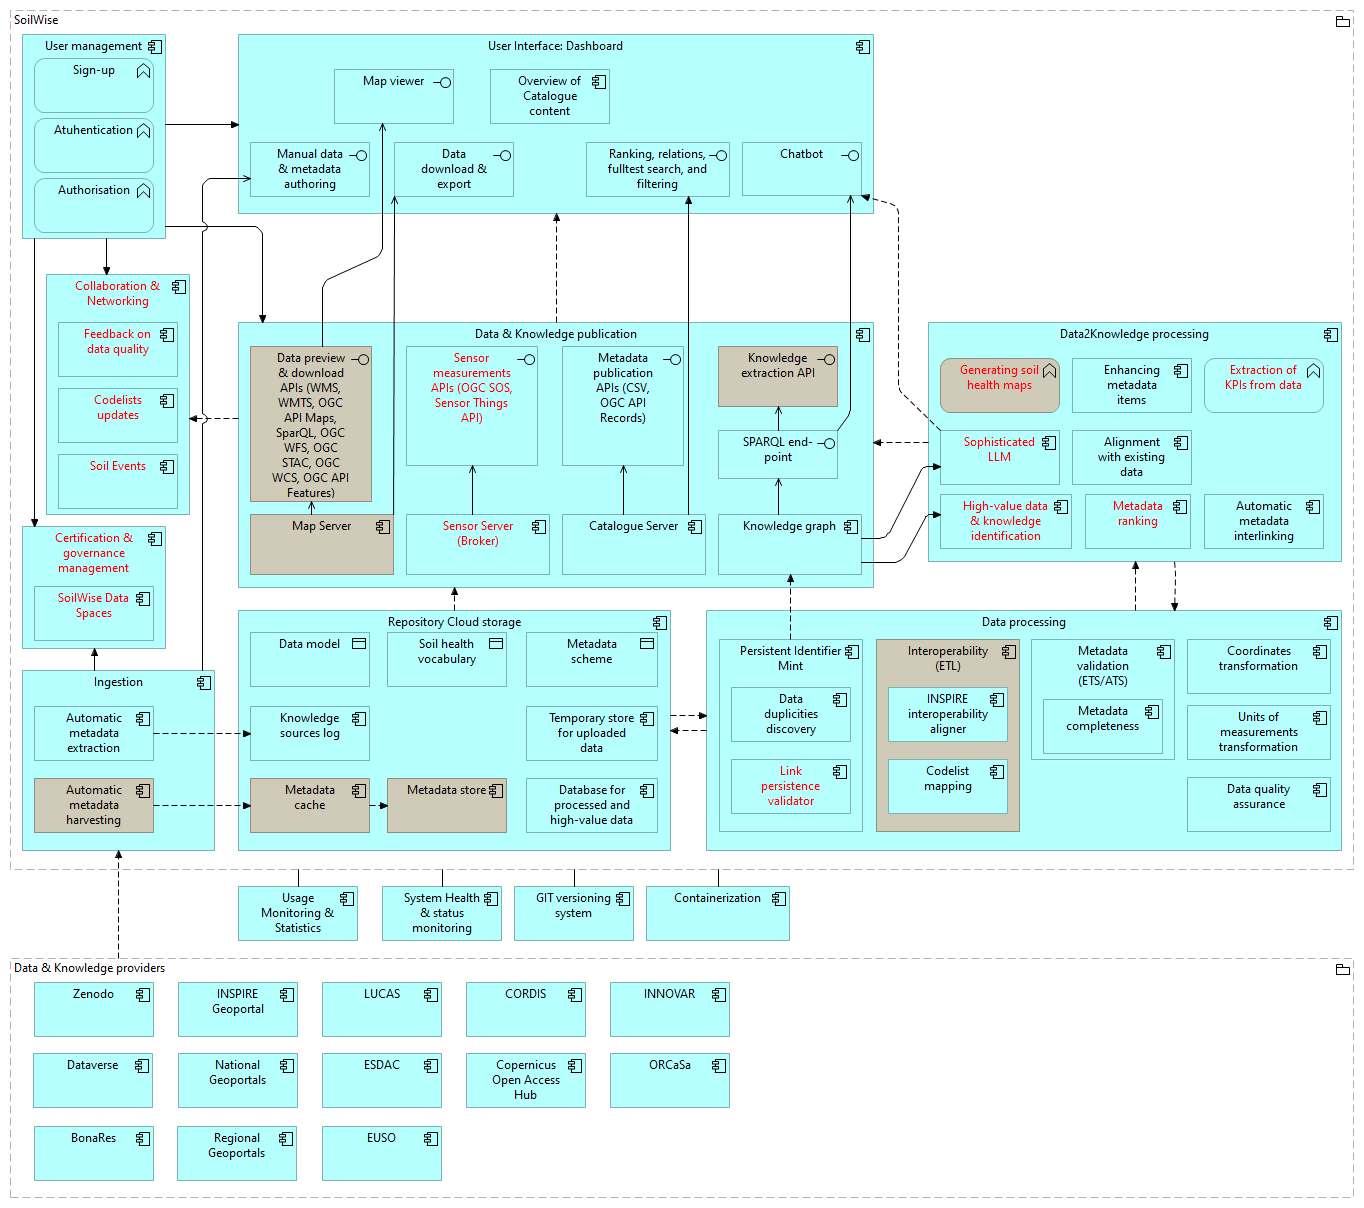 SoilWise
User management
Sign-up
Atuhentication
Authorisation
User Interface: Dashboard
Map viewer
Overview of
Catalogue
content
Manual data
& metadata
authoring
Data
download &
export
Ranking, relations,
fulltest search, and
filtering
Chatbot
Collaboration &
Networking
Feedback on
data quality
Codelists
updates
Soil Events
Certification &
governance
management
SoilWise Data
Spaces
Data & Knowledge publication
Data preview
& download
APIs (WMS,
WMTS, OGC
API Maps,
SparQL, OGC
WFS, OGC
STAC, OGC
WCS, OGC API
Features)
Sensor
measurements
APIs (OGC SOS,
Sensor Things
API)
Metadata
publication
APIs (CSV,
OGC API
Records)
Knowledge
extraction API
SPARQL end-
point
Map Server
Sensor Server
(Broker)
Catalogue Server
Knowledge graph
Data2Knowledge processing
Generating soil
health maps
Enhancing
metadata
items
Extraction of
KPIs from data
Sophisticated
LLM
Alignment
with existing
data
High-value data
& knowledge
identification
Metadata
ranking
Automatic
metadata
interlinking
Ingestion
Automatic
metadata
extraction
Automatic
metadata
harvesting
Repository Cloud storage
Data model
Soil health
vocabulary
Metadata
scheme
Knowledge
sources log
Temporary store
for uploaded
data
Metadata
cache
Metadata store
Database for
processed and
high-value data
Data processing
Persistent Identifier
Mint
Data
duplicities
discovery
Link
persistence
validator
Interoperability
(ETL)
INSPIRE
interoperability
aligner
Codelist
mapping
Metadata
validation
(ETS/ATS)
Metadata
completeness
Coordinates
transformation
Units of
measurements
transformation
Data quality
assurance
Usage
Monitoring &
Statistics
System Health
& status
monitoring
GIT versioning
system
Containerization
Data & Knowledge providers
Zenodo
INSPIRE
Geoportal
LUCAS
CORDIS
INNOVAR
Dataverse
National
Geoportals
ESDAC
Copernicus
Open Access
Hub
ORCaSa
BonaRes
Regional
Geoportals
EUSO